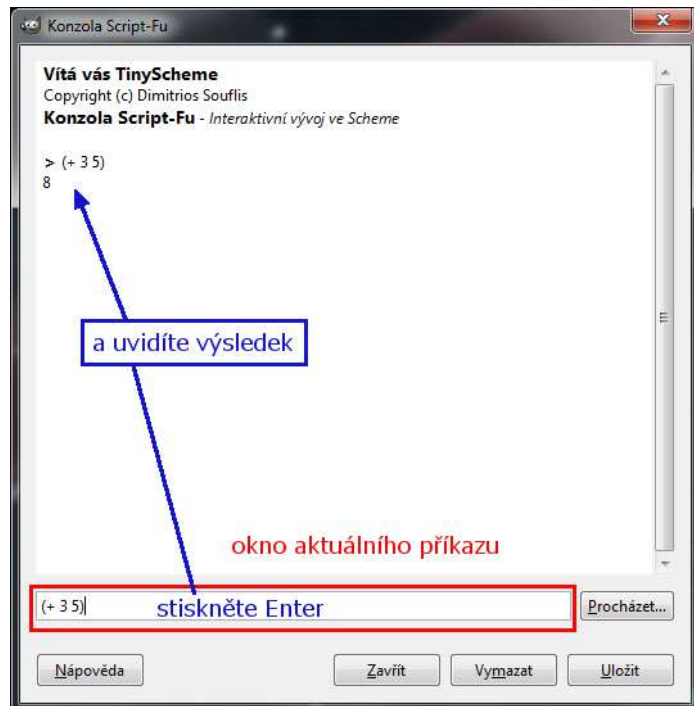 Konzola Script-Fu
Vítá vás TinyScheme
Copyright (c) Dimitrios Souflis
Konzola Script-Fu - Interaktivní vývoj ve Scheme
> (+ 3 5)
8
a uvidíte výsledek
okno aktuálního příkazu
(+ 3 5) stiskněte Enter Procházet...
Nápověda Zavřít Vymazat Uložit